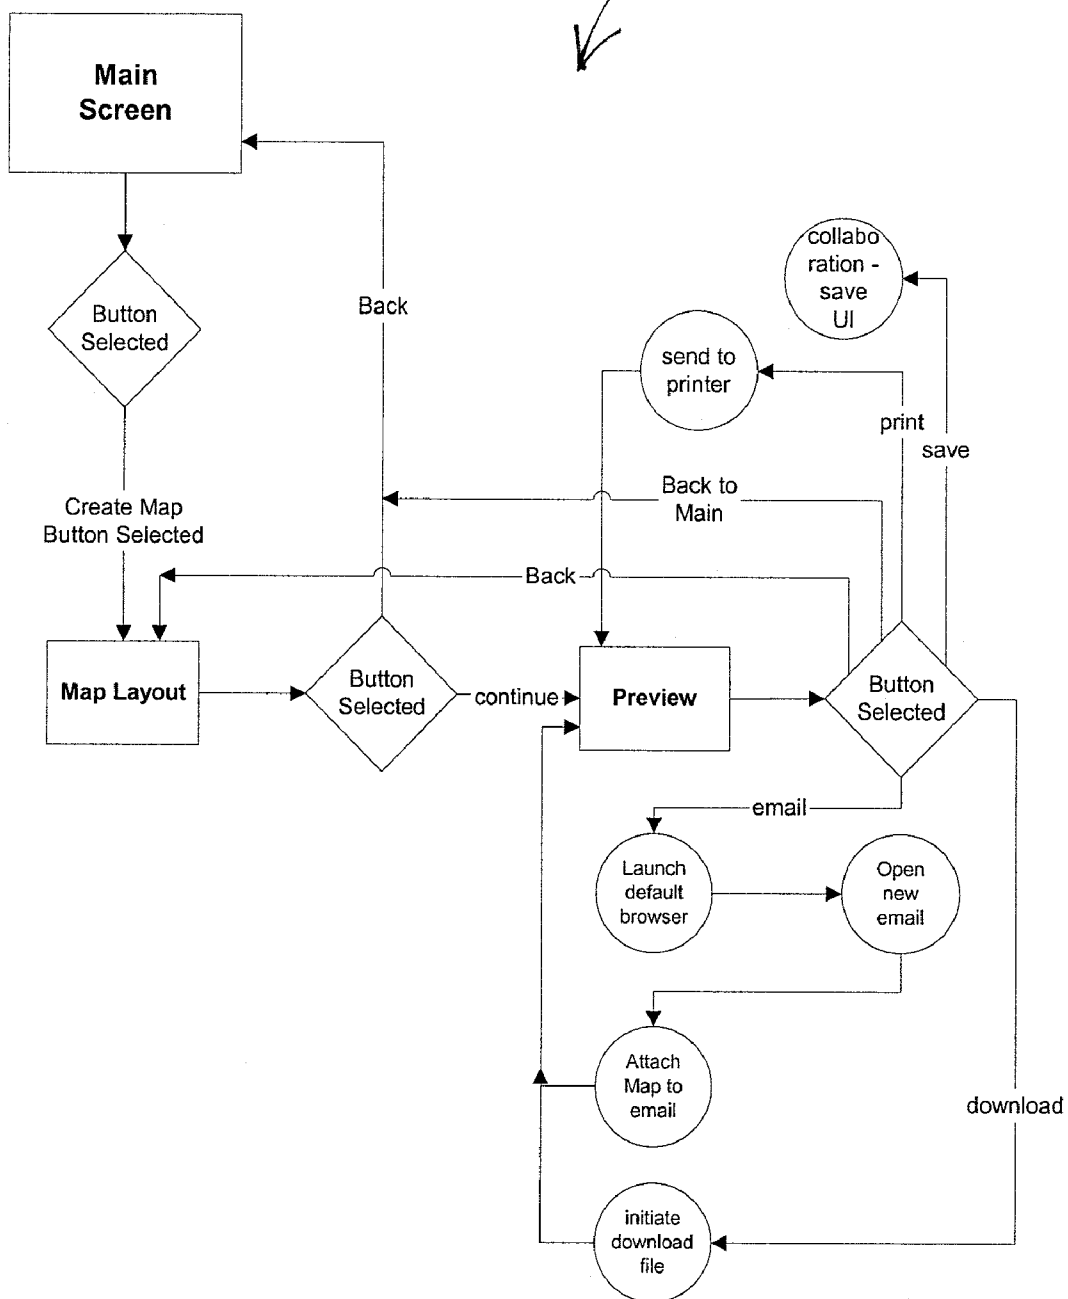 Main
Screen
Button
Selected
Back
collabo
ration -
save
UI
send to
printer
print
save
Create Map
Button Selected
Back to
Main
Back
Map Layout
Button
Selected
continue
Preview
Button
Selected
email
Launch
default
browser
Open
new
email
Attach
Map to
email
download
initiate
download
file